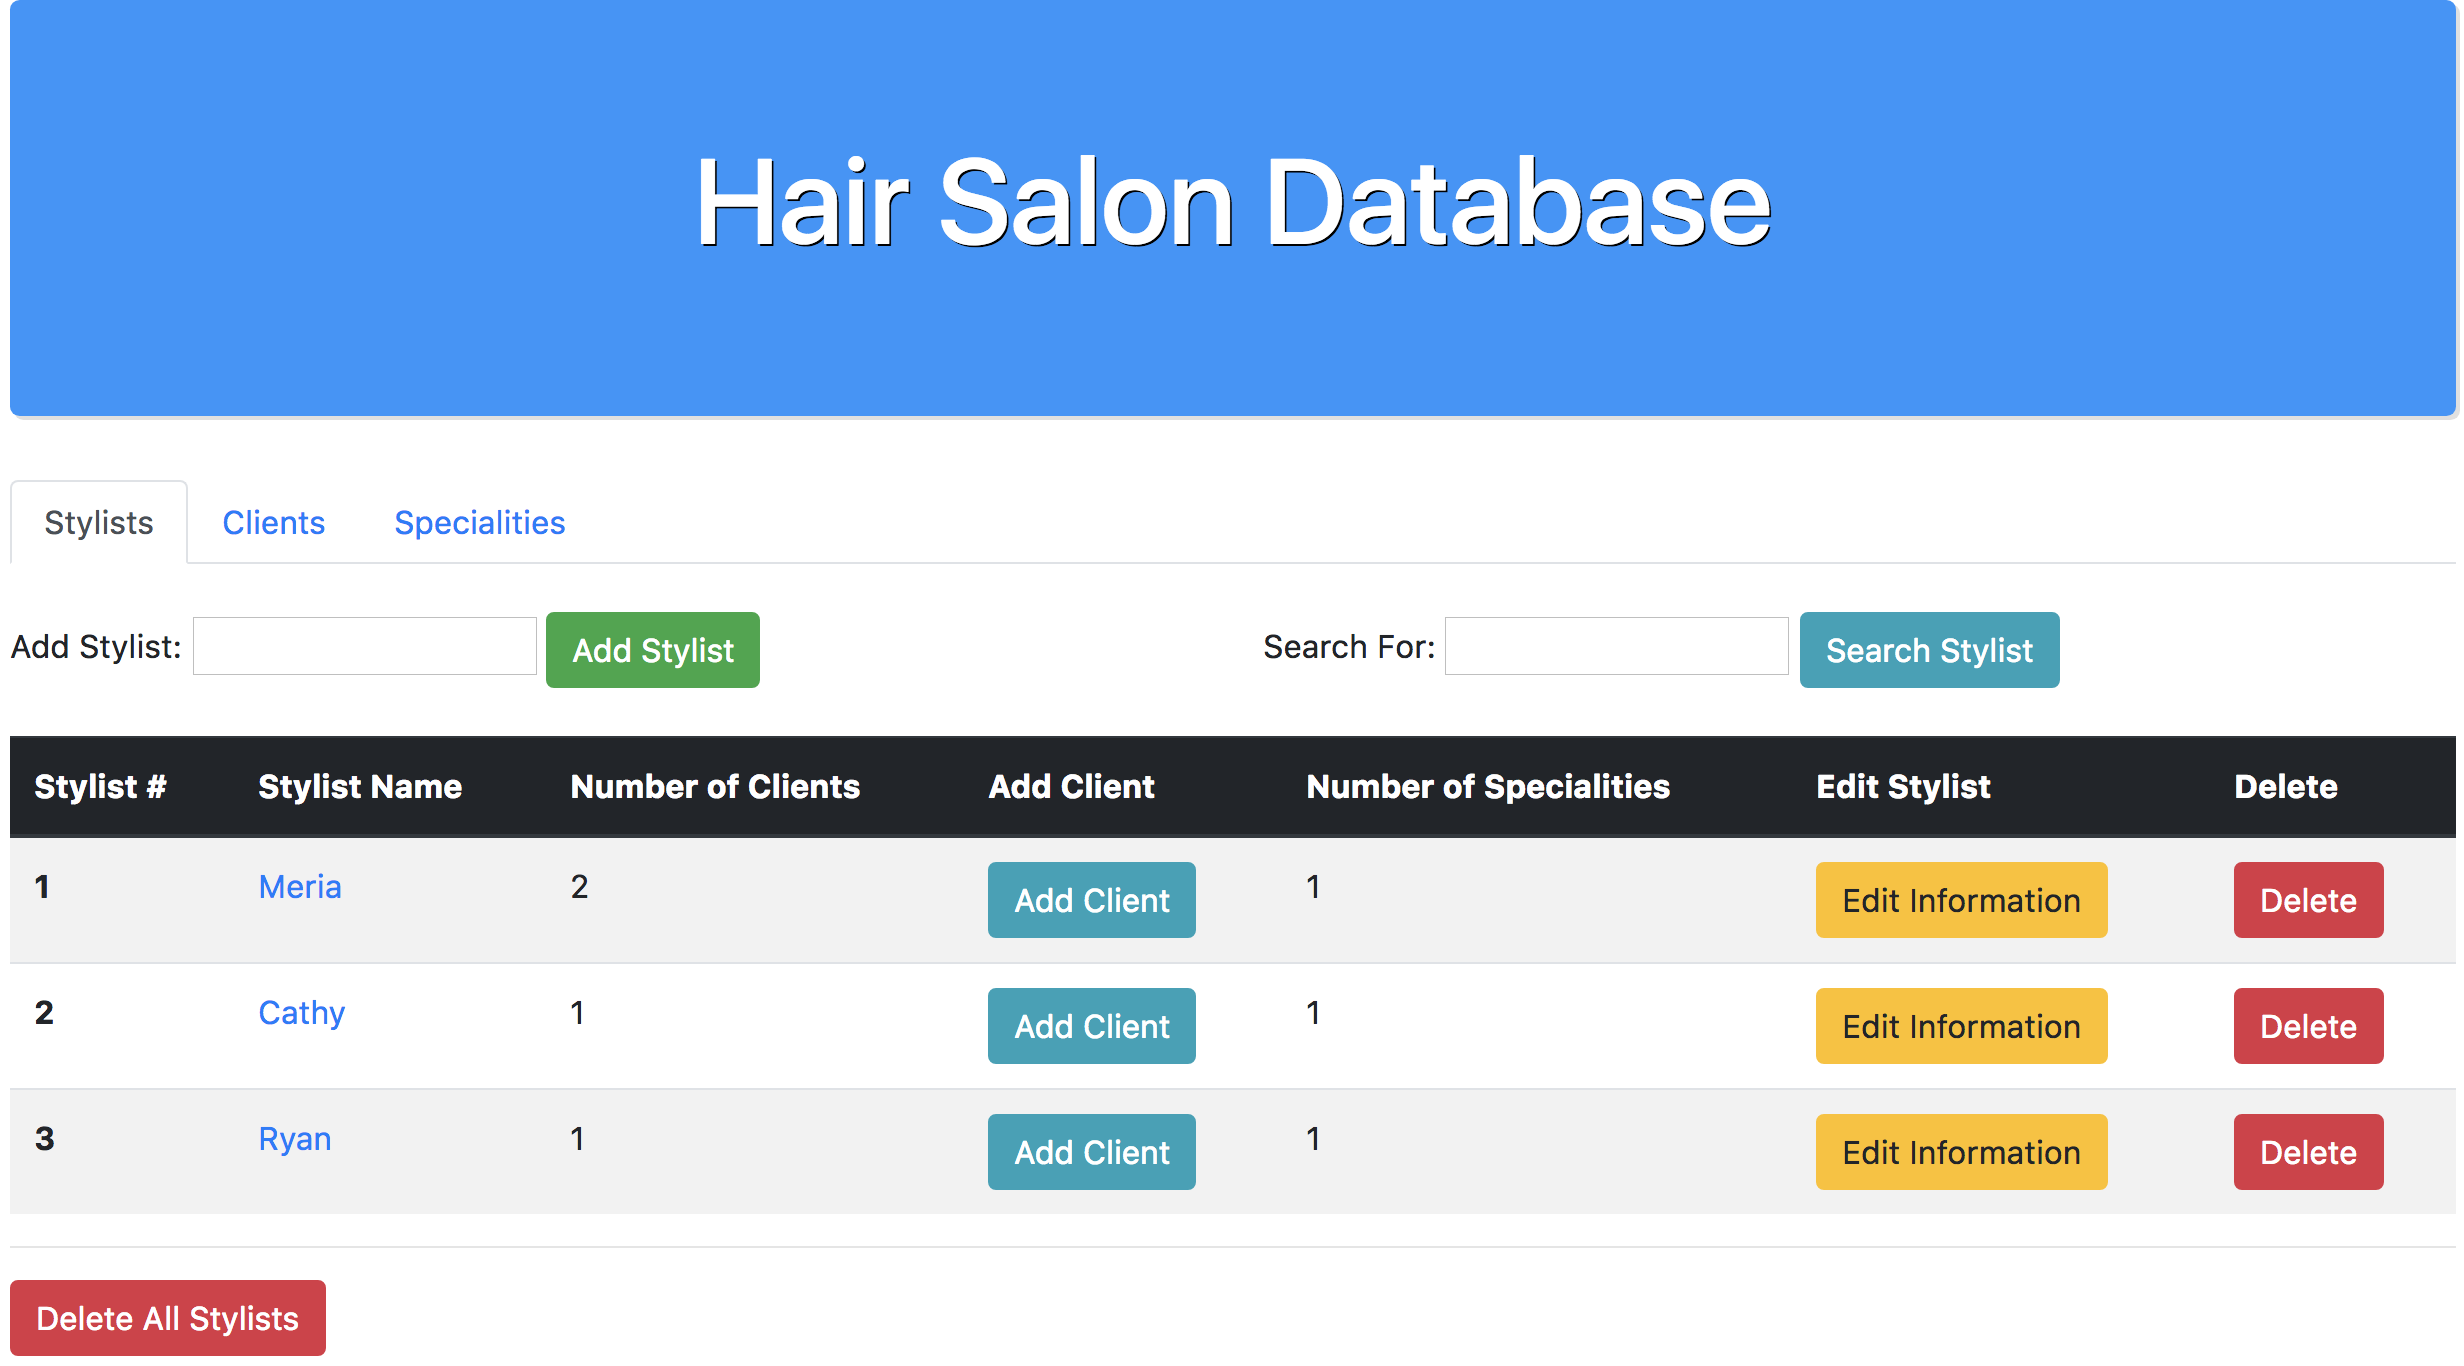 Hair Salon Database
Stylists Clients Specialities
Add Stylist: Add Stylist Search For: Search Stylist
Stylist # Stylist Name Number of Clients Add Client Number of Specialities Edit Stylist Delete
1 Meria 2 Add Client 1 Edit Information Delete
2 Cathy 1 Add Client 1 Edit Information Delete
3 Ryan 1 Add Client 1 Edit Information Delete
Delete All Stylists